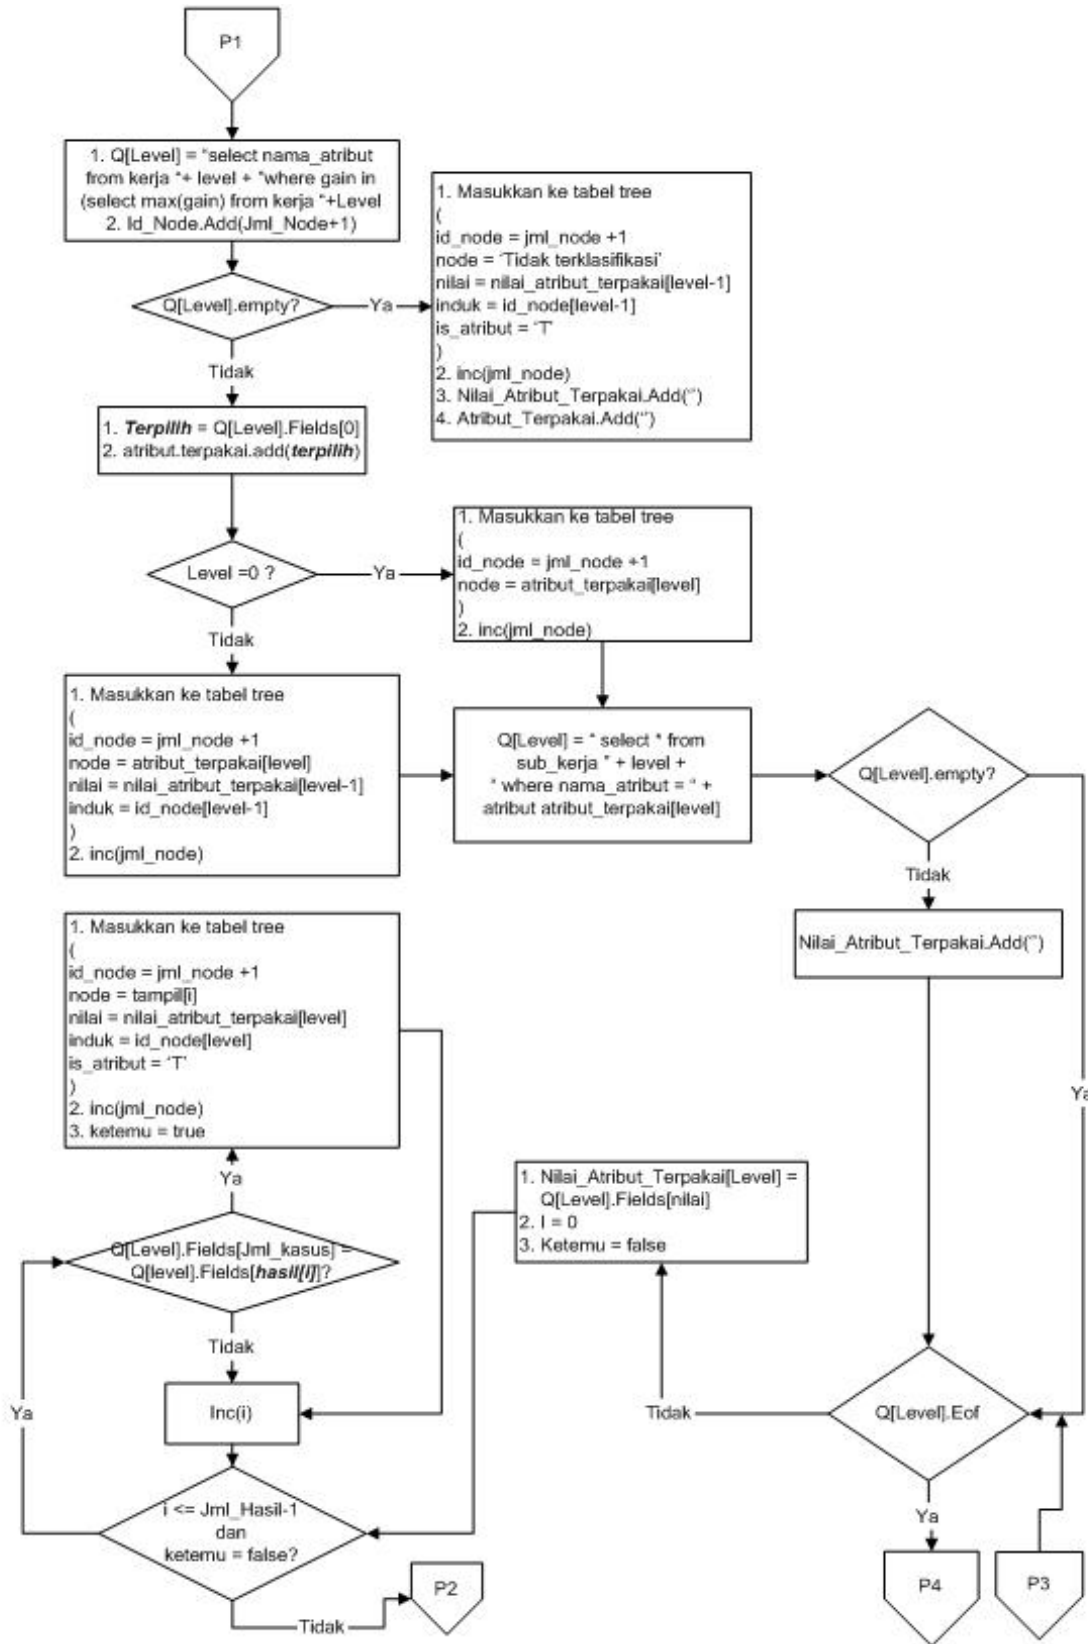 P1
1. Q[Level] = “select nama_atribut
from kerja “+ level + “where gain in
(select max(gain) from kerja “+Level
2. Id_Node.Add(Jml_Node+1)
Q[Level].empty?
Ya
1. Masukkan ke tabel tree
(
id_node = jml_node +1
node = ‘Tidak terklasifikasi’
nilai = nilai_atribut_terpakai[level-1]
induk = id_node[level-1]
is_atribut = ‘T’
)
2. inc(jml_node)
3. Nilai_Atribut_Terpakai.Add(‘’)
4. Atribut_Terpakai.Add(‘’)
Tidak
1. Terpilih = Q[Level].Fields[0]
2. atribut.terpakai.add(terpilih)
Level =0 ?
Ya
1. Masukkan ke tabel tree
(
id_node = jml_node +1
node = atribut_terpakai[level]
)
2. inc(jml_node)
Tidak
1. Masukkan ke tabel tree
(
id_node = jml_node +1
node = atribut_terpakai[level]
nilai = nilai_atribut_terpakai[level-1]
induk = id_node[level-1]
)
2. inc(jml_node)
Q[Level] = “ select * from
sub_kerja ” + level +
“ where nama_atribut = “ +
atribut atribut_terpakai[level]
Q[Level].empty?
Tidak
Ya
Nilai_Atribut_Terpakai.Add(‘’)
1. Masukkan ke tabel tree
(
id_node = jml_node +1
node = tampil[i]
nilai = nilai_atribut_terpakai[level]
induk = id_node[level]
is_atribut = ‘T’
)
2. inc(jml_node)
3. ketemu = true
Ya
Q[Level].Fields[Jml_kasus] =
Q[level].Fields[hasil[i]]?
Tidak
Inc(i)
Ya
i <= Jml_Hasil-1
dan
ketemu = false?
Tidak
P2
1. Nilai_Atribut_Terpakai[Level] =
Q[Level].Fields[nilai]
2. I = 0
3. Ketemu = false
Tidak
Q[Level].Eof
Ya
P4
P3